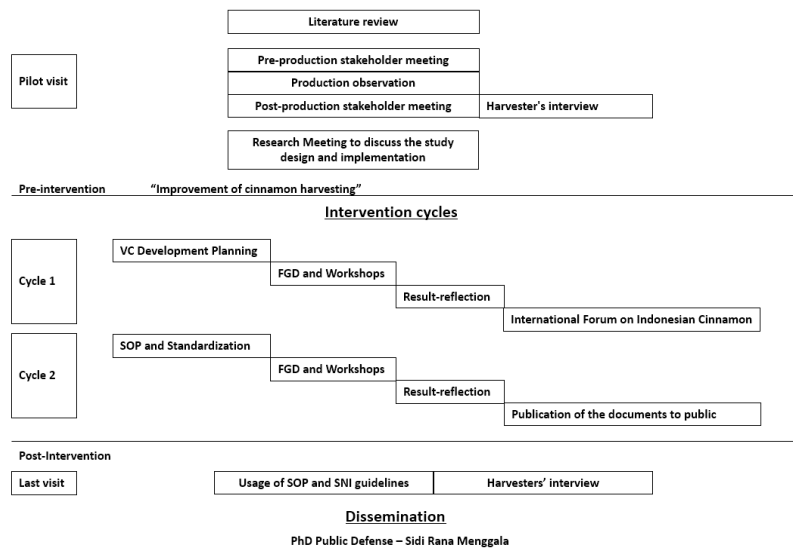 Literature review
Pre-production stakeholder meeting
Pilot visit
Production observation
Post-production stakeholder meeting
Harvester's interview
Research Meeting to discuss the study
design and implementation
Pre-intervention
“Improvement of cinnamon harvesting”
Intervention cycles
VC Development Planning
Cycle 1
FGD and Workshops
Result-reflection
International Forum on Indonesian Cinnamon
SOP and Standardization
Cycle 2
FGD and Workshops
Result-reflection
Publication of the documents to public
Post-Intervention
Last visit
Usage of SOP and SNI guidelines
Harvesters’ interview
Dissemination
PhD Public Defense – Sidi Rana Menggala